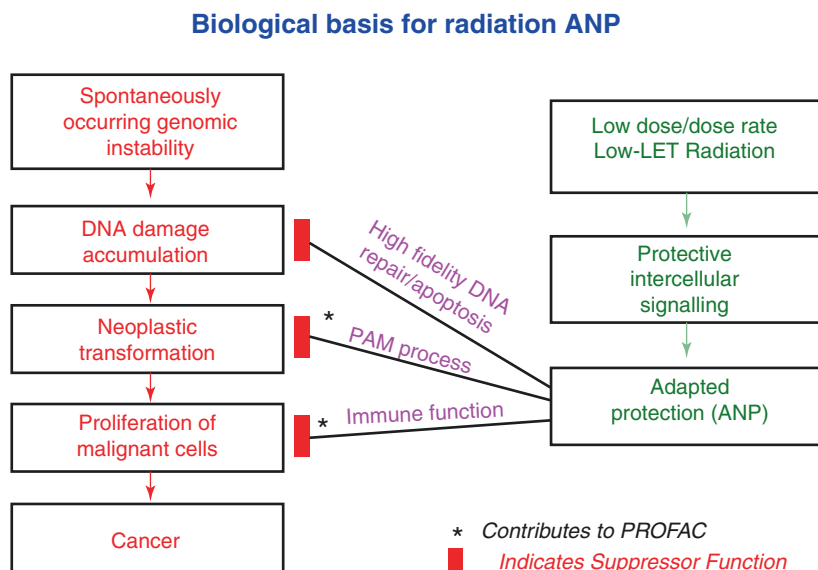 Biological basis for radiation ANP
Spontaneously
occurring genomic
instability
DNA damage
accumulation
Neoplastic
transformation
Proliferation of
malignant cells
Cancer
High fidelity DNA
repair/apoptosis
* PAM process
* Immune function
Low dose/dose rate
Low-LET Radiation
Protective
intercellular
signalling
Adapted
protection (ANP)
* Contributes to PROFAC
Indicates Suppressor Function